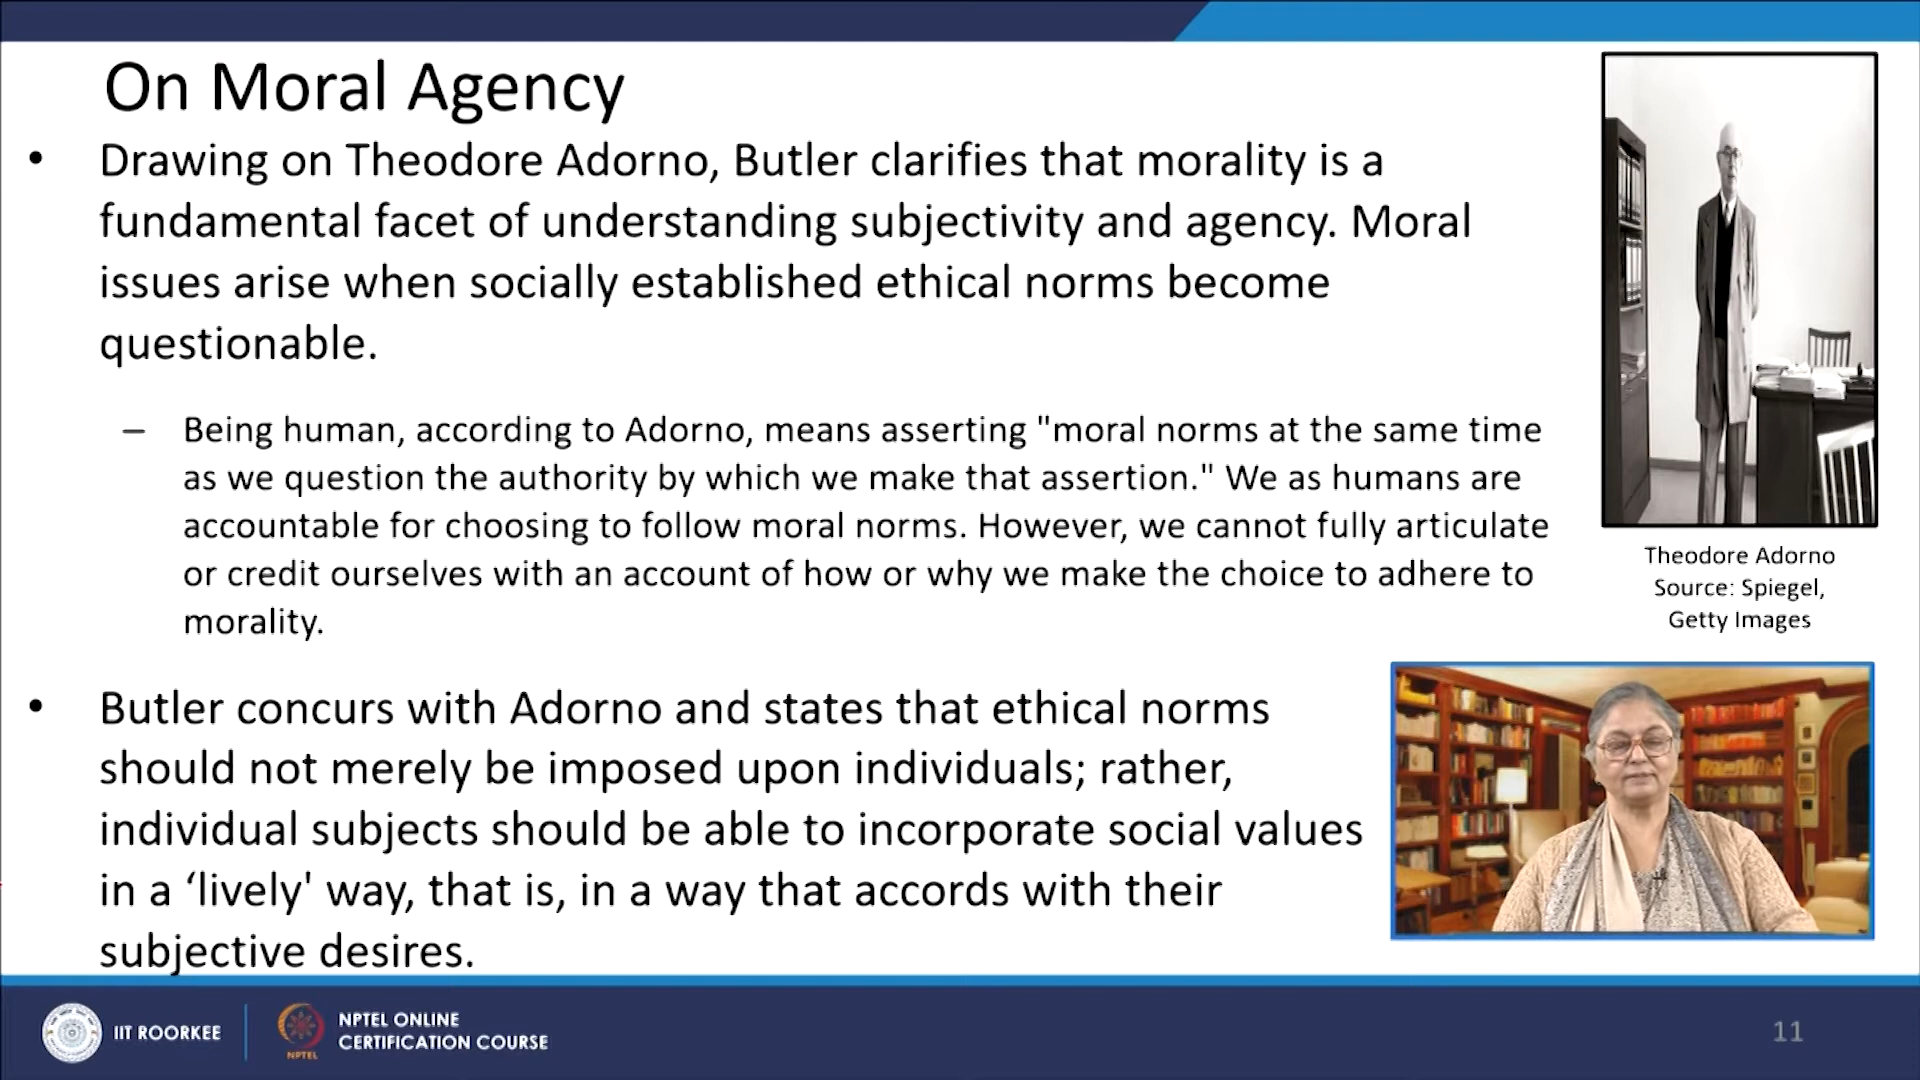 On Moral Agency
• Drawing on Theodore Adorno, Butler clarifies that morality is a
fundamental facet of understanding subjectivity and agency. Moral
issues arise when socially established ethical norms become
questionable.
– Being human, according to Adorno, means asserting "moral norms at the same time
as we question the authority by which we make that assertion." We as humans are
accountable for choosing to follow moral norms. However, we cannot fully articulate
or credit ourselves with an account of how or why we make the choice to adhere to
morality.
Theodore Adorno
Source: Spiegel,
Getty Images
• Butler concurs with Adorno and states that ethical norms
should not merely be imposed upon individuals; rather,
individual subjects should be able to incorporate social values
in a ‘lively' way, that is, in a way that accords with their
subjective desires.
IIT ROORKEE
NPTEL
NPTEL ONLINE
CERTIFICATION COURSE
11